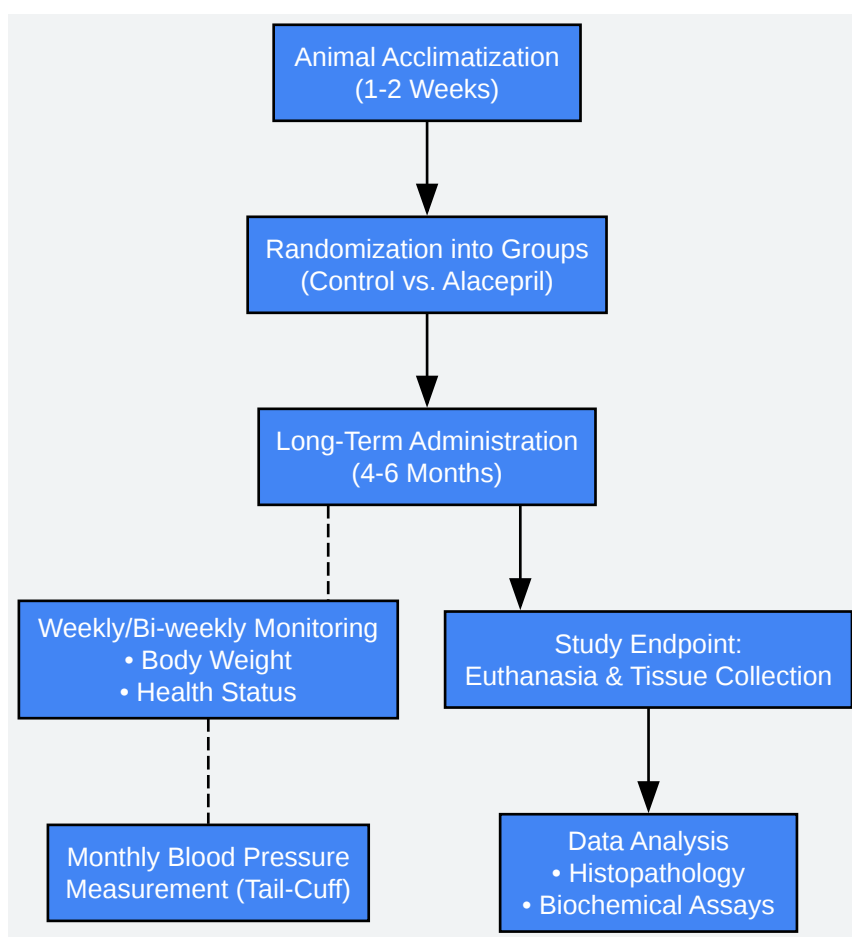 Animal Acclimatization
(1-2 Weeks)
Randomization into Groups
(Control vs. Alacepril)
Long-Term Administration
(4-6 Months)
Weekly/Bi-weekly Monitoring
• Body Weight
• Health Status
Study Endpoint:
Euthanasia & Tissue Collection
Monthly Blood Pressure
Measurement (Tail-Cuff)
Data Analysis
• Histopathology
• Biochemical Assays